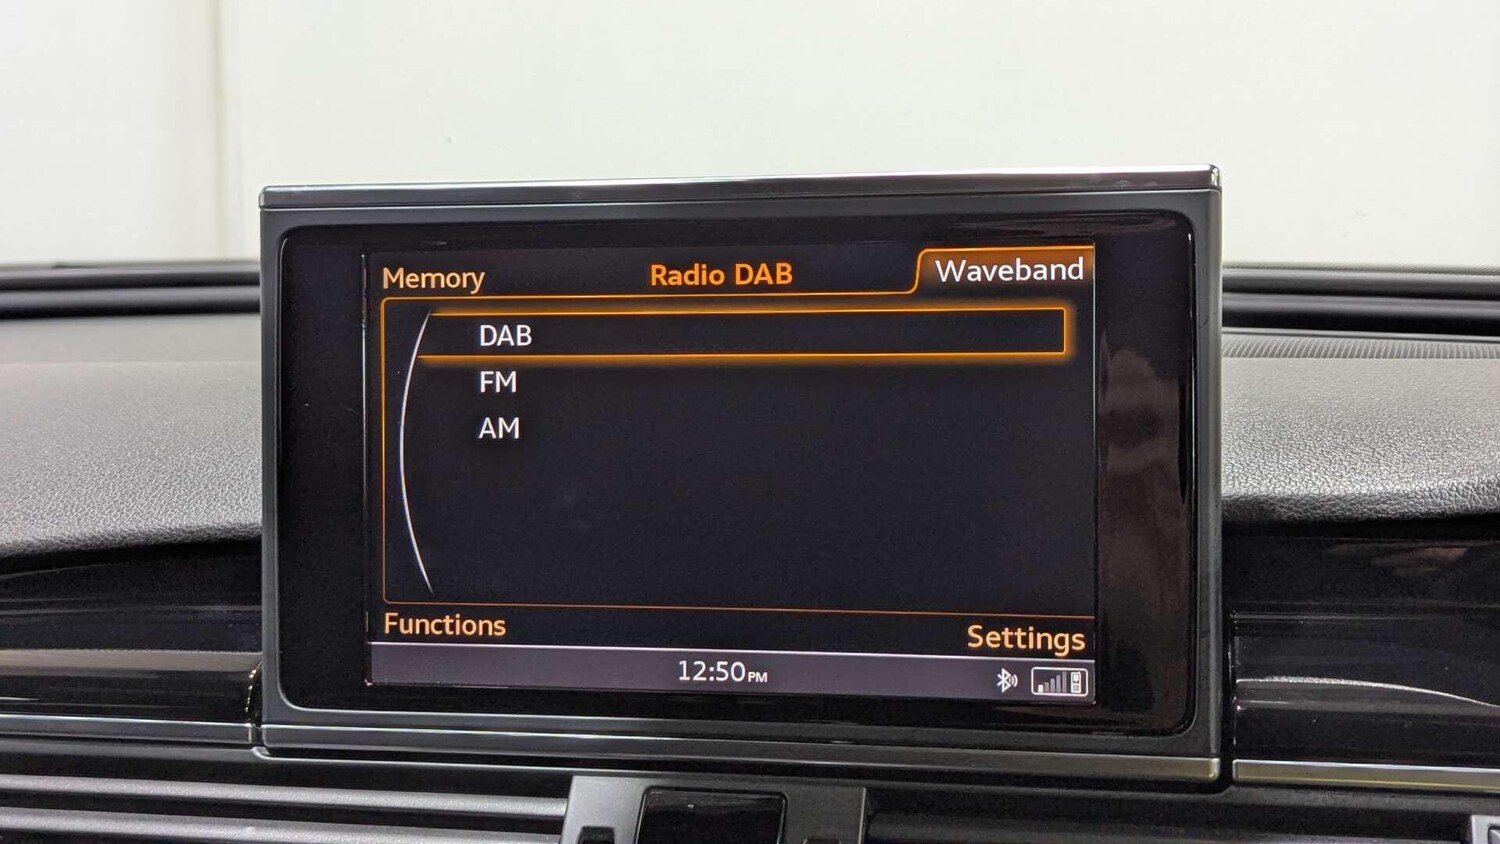 Memory
Radio DAB
Waveband
DAB
FM
AM
Functions
Settings
12:50PM